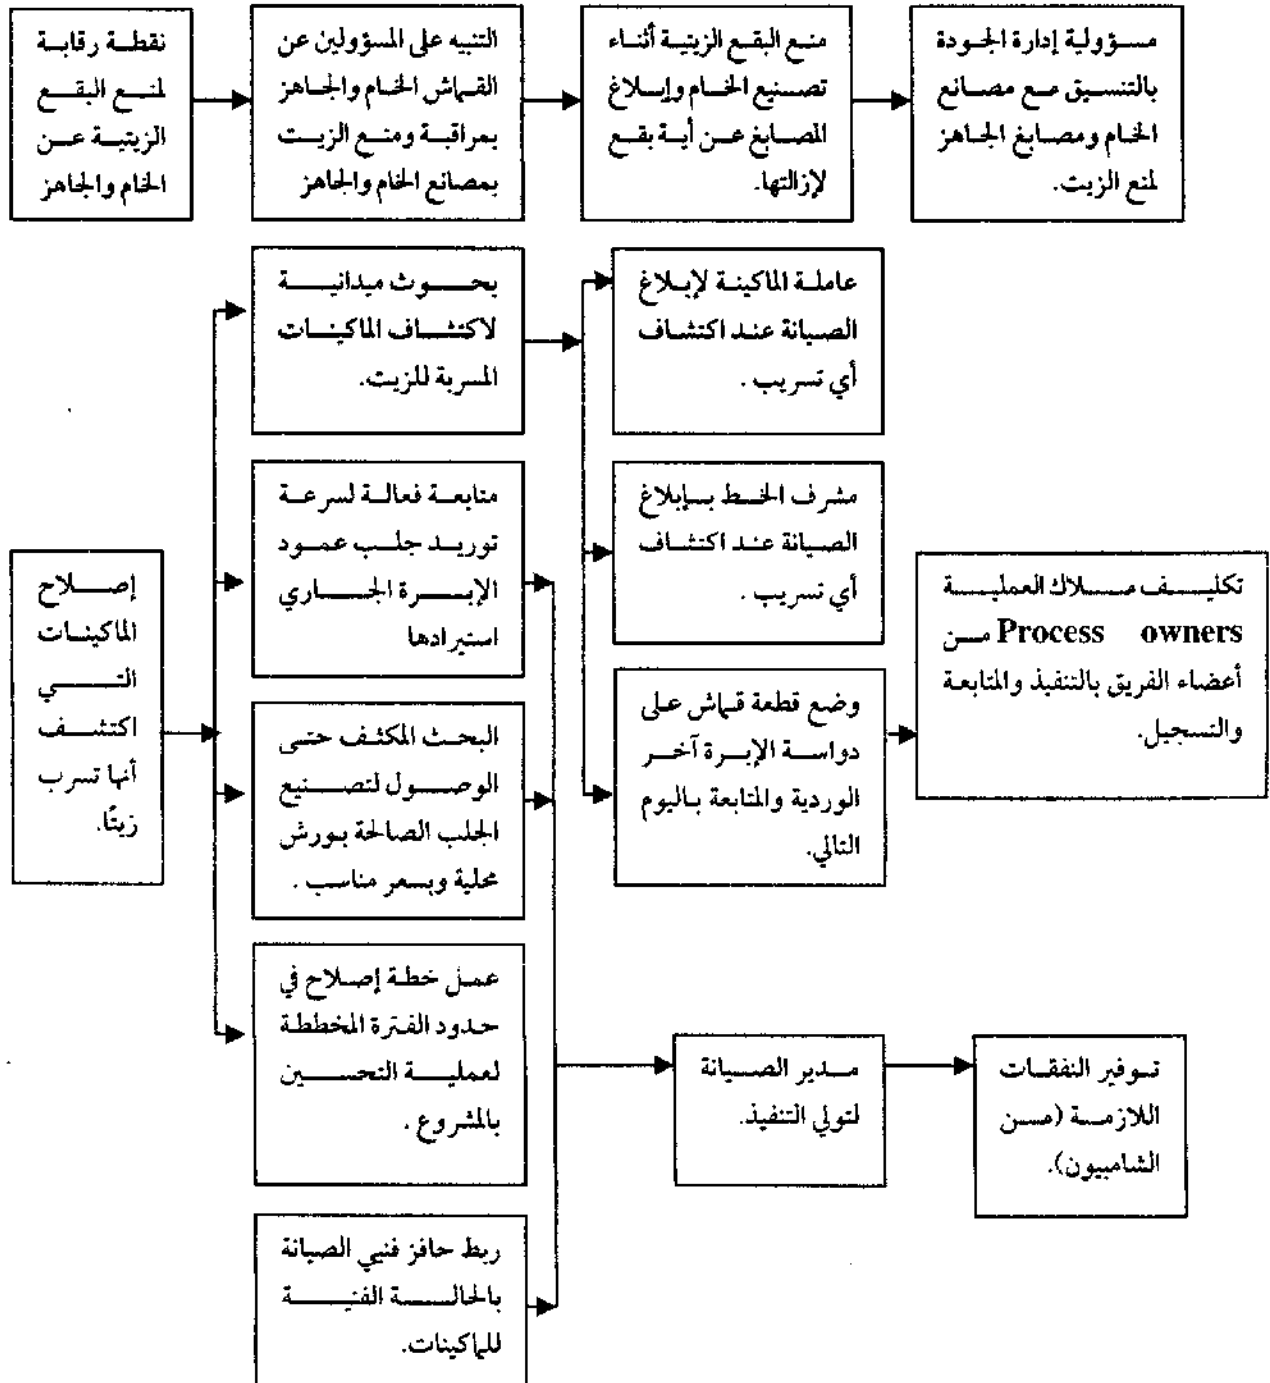 نقطة رقابة
لمنع البقع
الزيتية عن
الخام والجاهز
التنبيه على المسؤولين عن
القماش الخام والجاهز
بمراقبة ومنع الزيت
بمصانع الخام والجاهز
منع البقع الزيتية أثناء
تصنيع الخام وإبلاغ
المصابغ عن أية بقع
لإزالتها.
مسؤولية إدارة الجودة
بالتنسيق مع مصانع
الخام ومصابغ الجاهز
لمنع الزيت.
إصلاح
الماكينات
التي
اكتشف
أنها تسرب
زيتًا.
بحوث ميدانية
لاكتشاف الماكينات
المسربة للزيت.
متابعة فعالة لسرعة
توريد جلب عمود
الإبرة الجاري
استيرادها
البحث المكثف حتى
الوصول لتصنيع
الجلب الصالحة بورش
محلية وبسعر مناسب .
عمل خطة إصلاح في
حدود الفترة المخططة
لعملية التحسين
بالمشروع .
ربط حافز فنيي الصيانة
بالحالة الفنية
للماكينات.
عاملة الماكينة لإبلاغ
الصيانة عند اكتشاف
أي تسريب .
مشرف الخط بإبلاغ
الصيانة عند اكتشاف
أي تسريب .
وضع قطعة قماش على
دواسة الإبرة آخر
الوردية والمتابعة باليوم
التالي.
تكليف ملاك العملية
Process owners من
أعضاء الفريق بالتنفيذ والمتابعة
والتسجيل.
مدير الصيانة
لتولي التنفيذ.
توفير النفقات
اللازمة (من
الشامبيون).